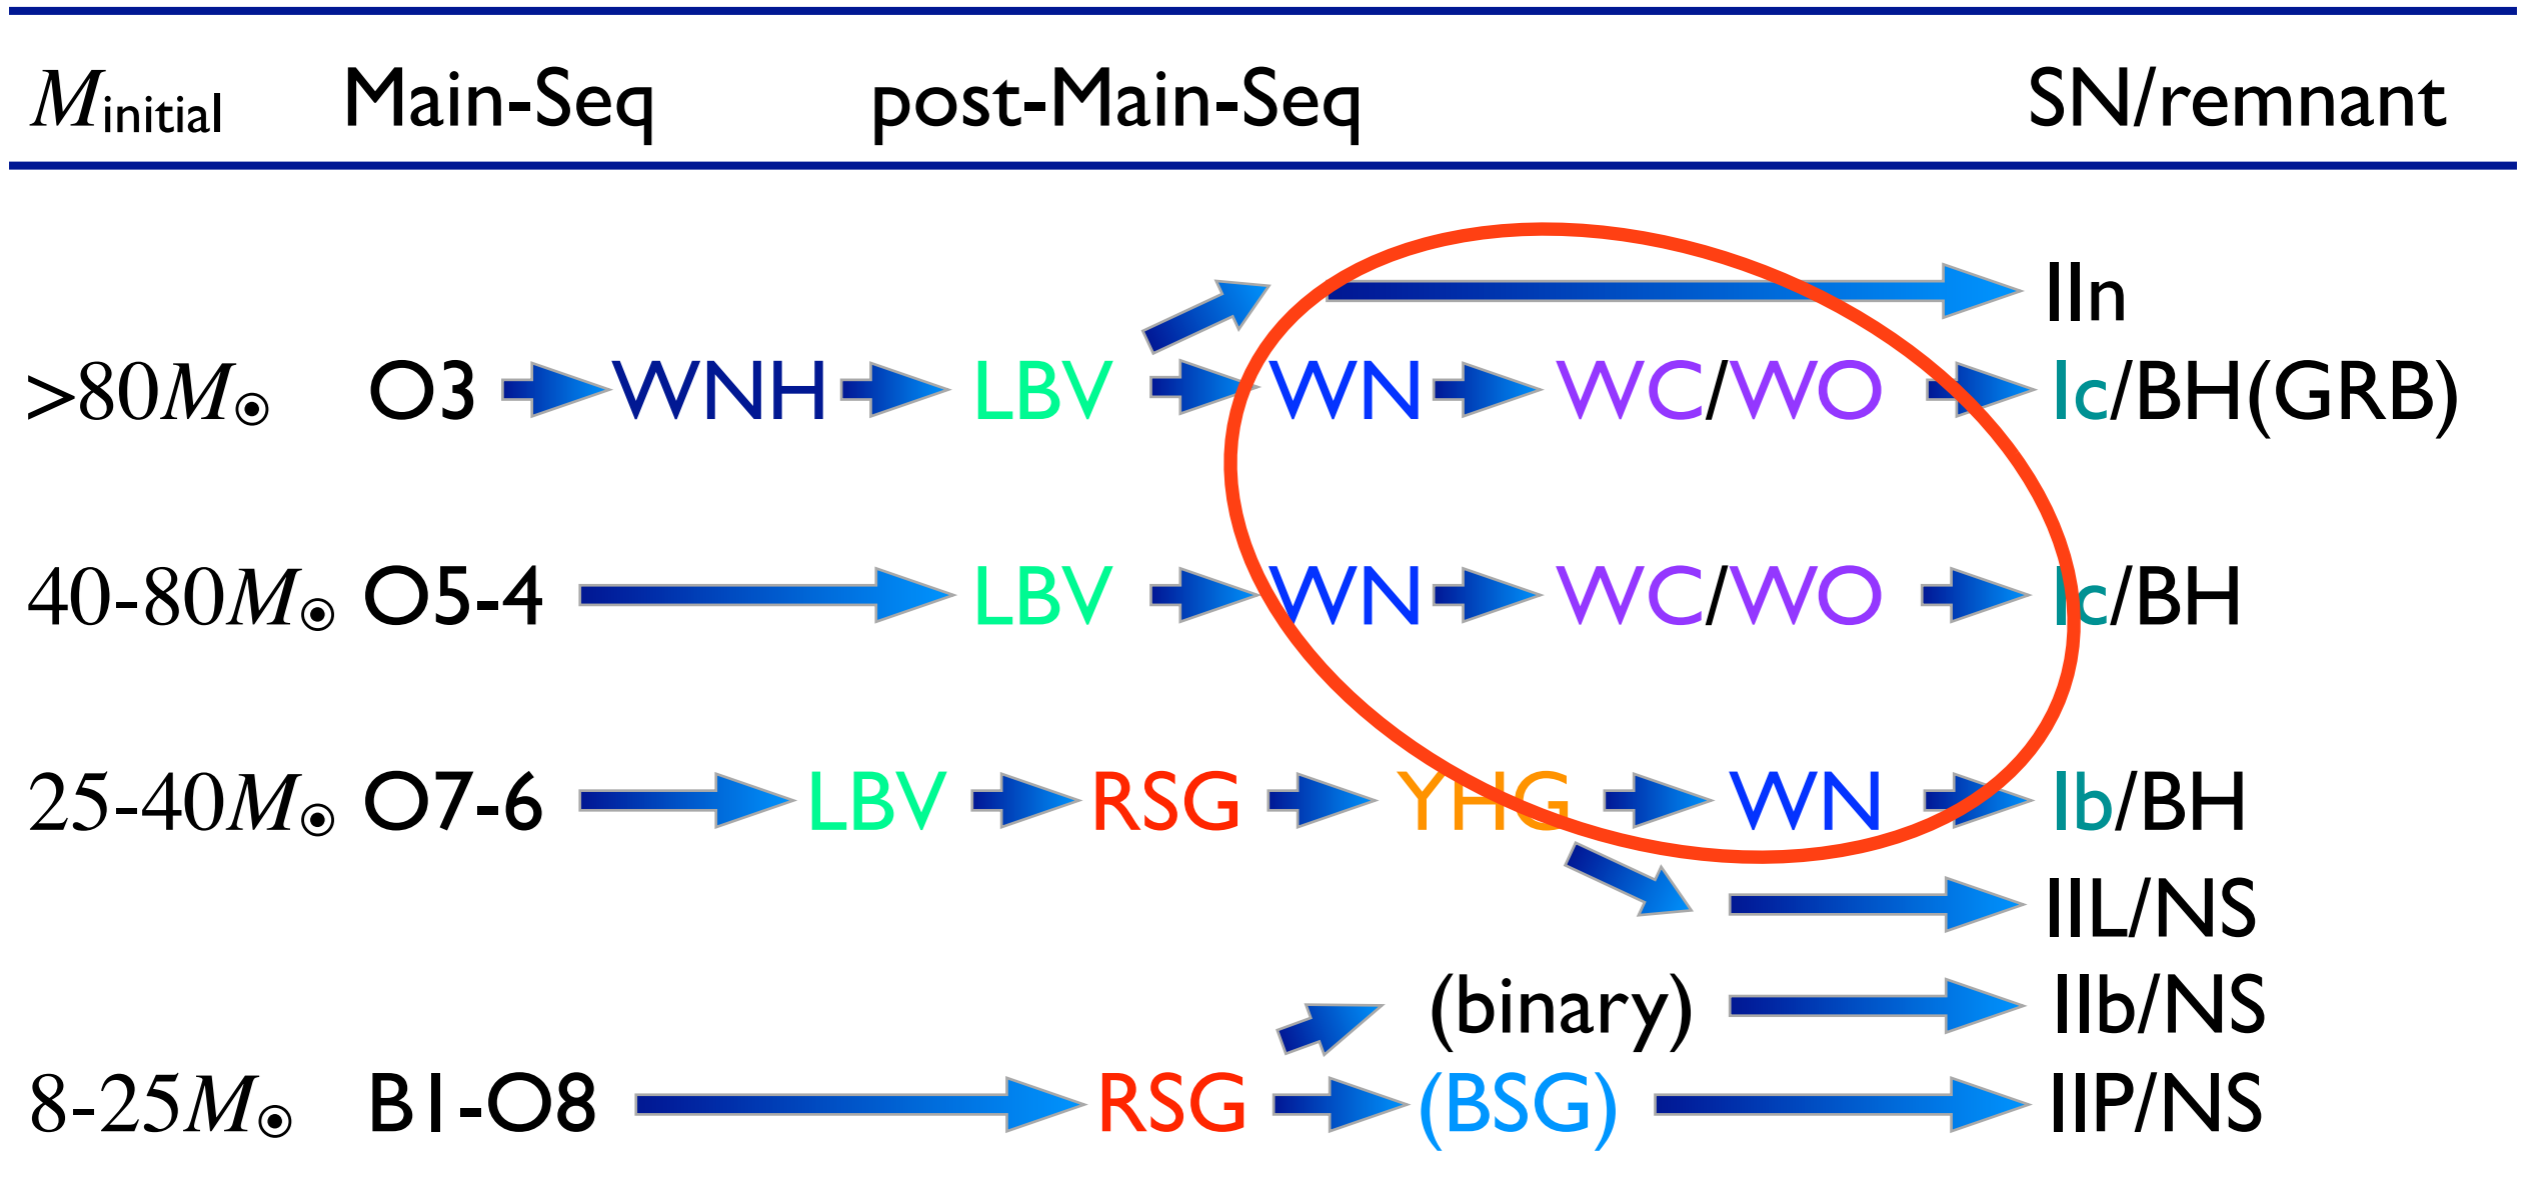 Minitial Main-Seq post-Main-Seq SN/remnant
IIn
>80M☉ O3 WNH LBV WN WC/WO Ic/BH(GRB)
40-80M☉ O5-4 LBV WN WC/WO Ic/BH
25-40M☉ O7-6 LBV RSG YHG WN Ib/BH
IIL/NS
(binary) IIb/NS
8-25M☉ B1-O8 RSG (BSG) IIP/NS